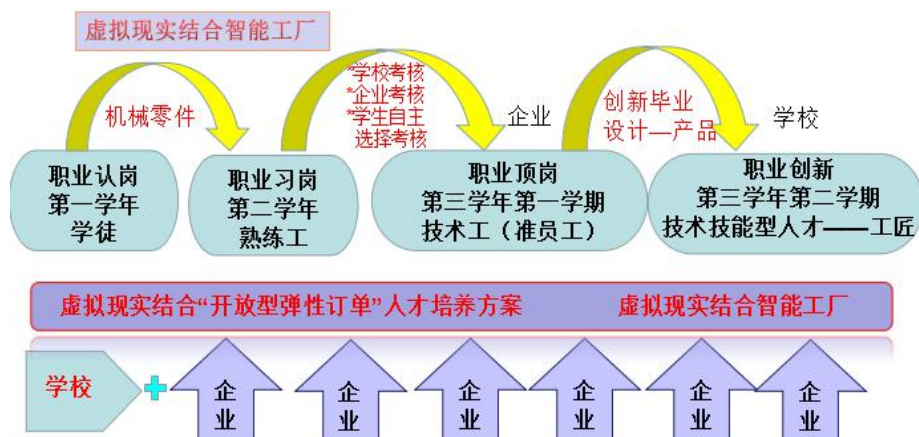 虚拟现实结合智能工厂
机械零件
*学校考核
*企业考核
*学生自主
选择考核
企业
创新毕业
设计—产品
学校
职业认岗
第一学年
学徒
职业习岗
第二学年
熟练工
职业顶岗
第三学年第一学期
技术工（准员工）
职业创新
第三学年第二学期
技术技能型人才——工匠
虚拟现实结合“开放型弹性订单”人才培养方案
虚拟现实结合智能工厂
学校
企业
企业
企业
企业
企业
企业